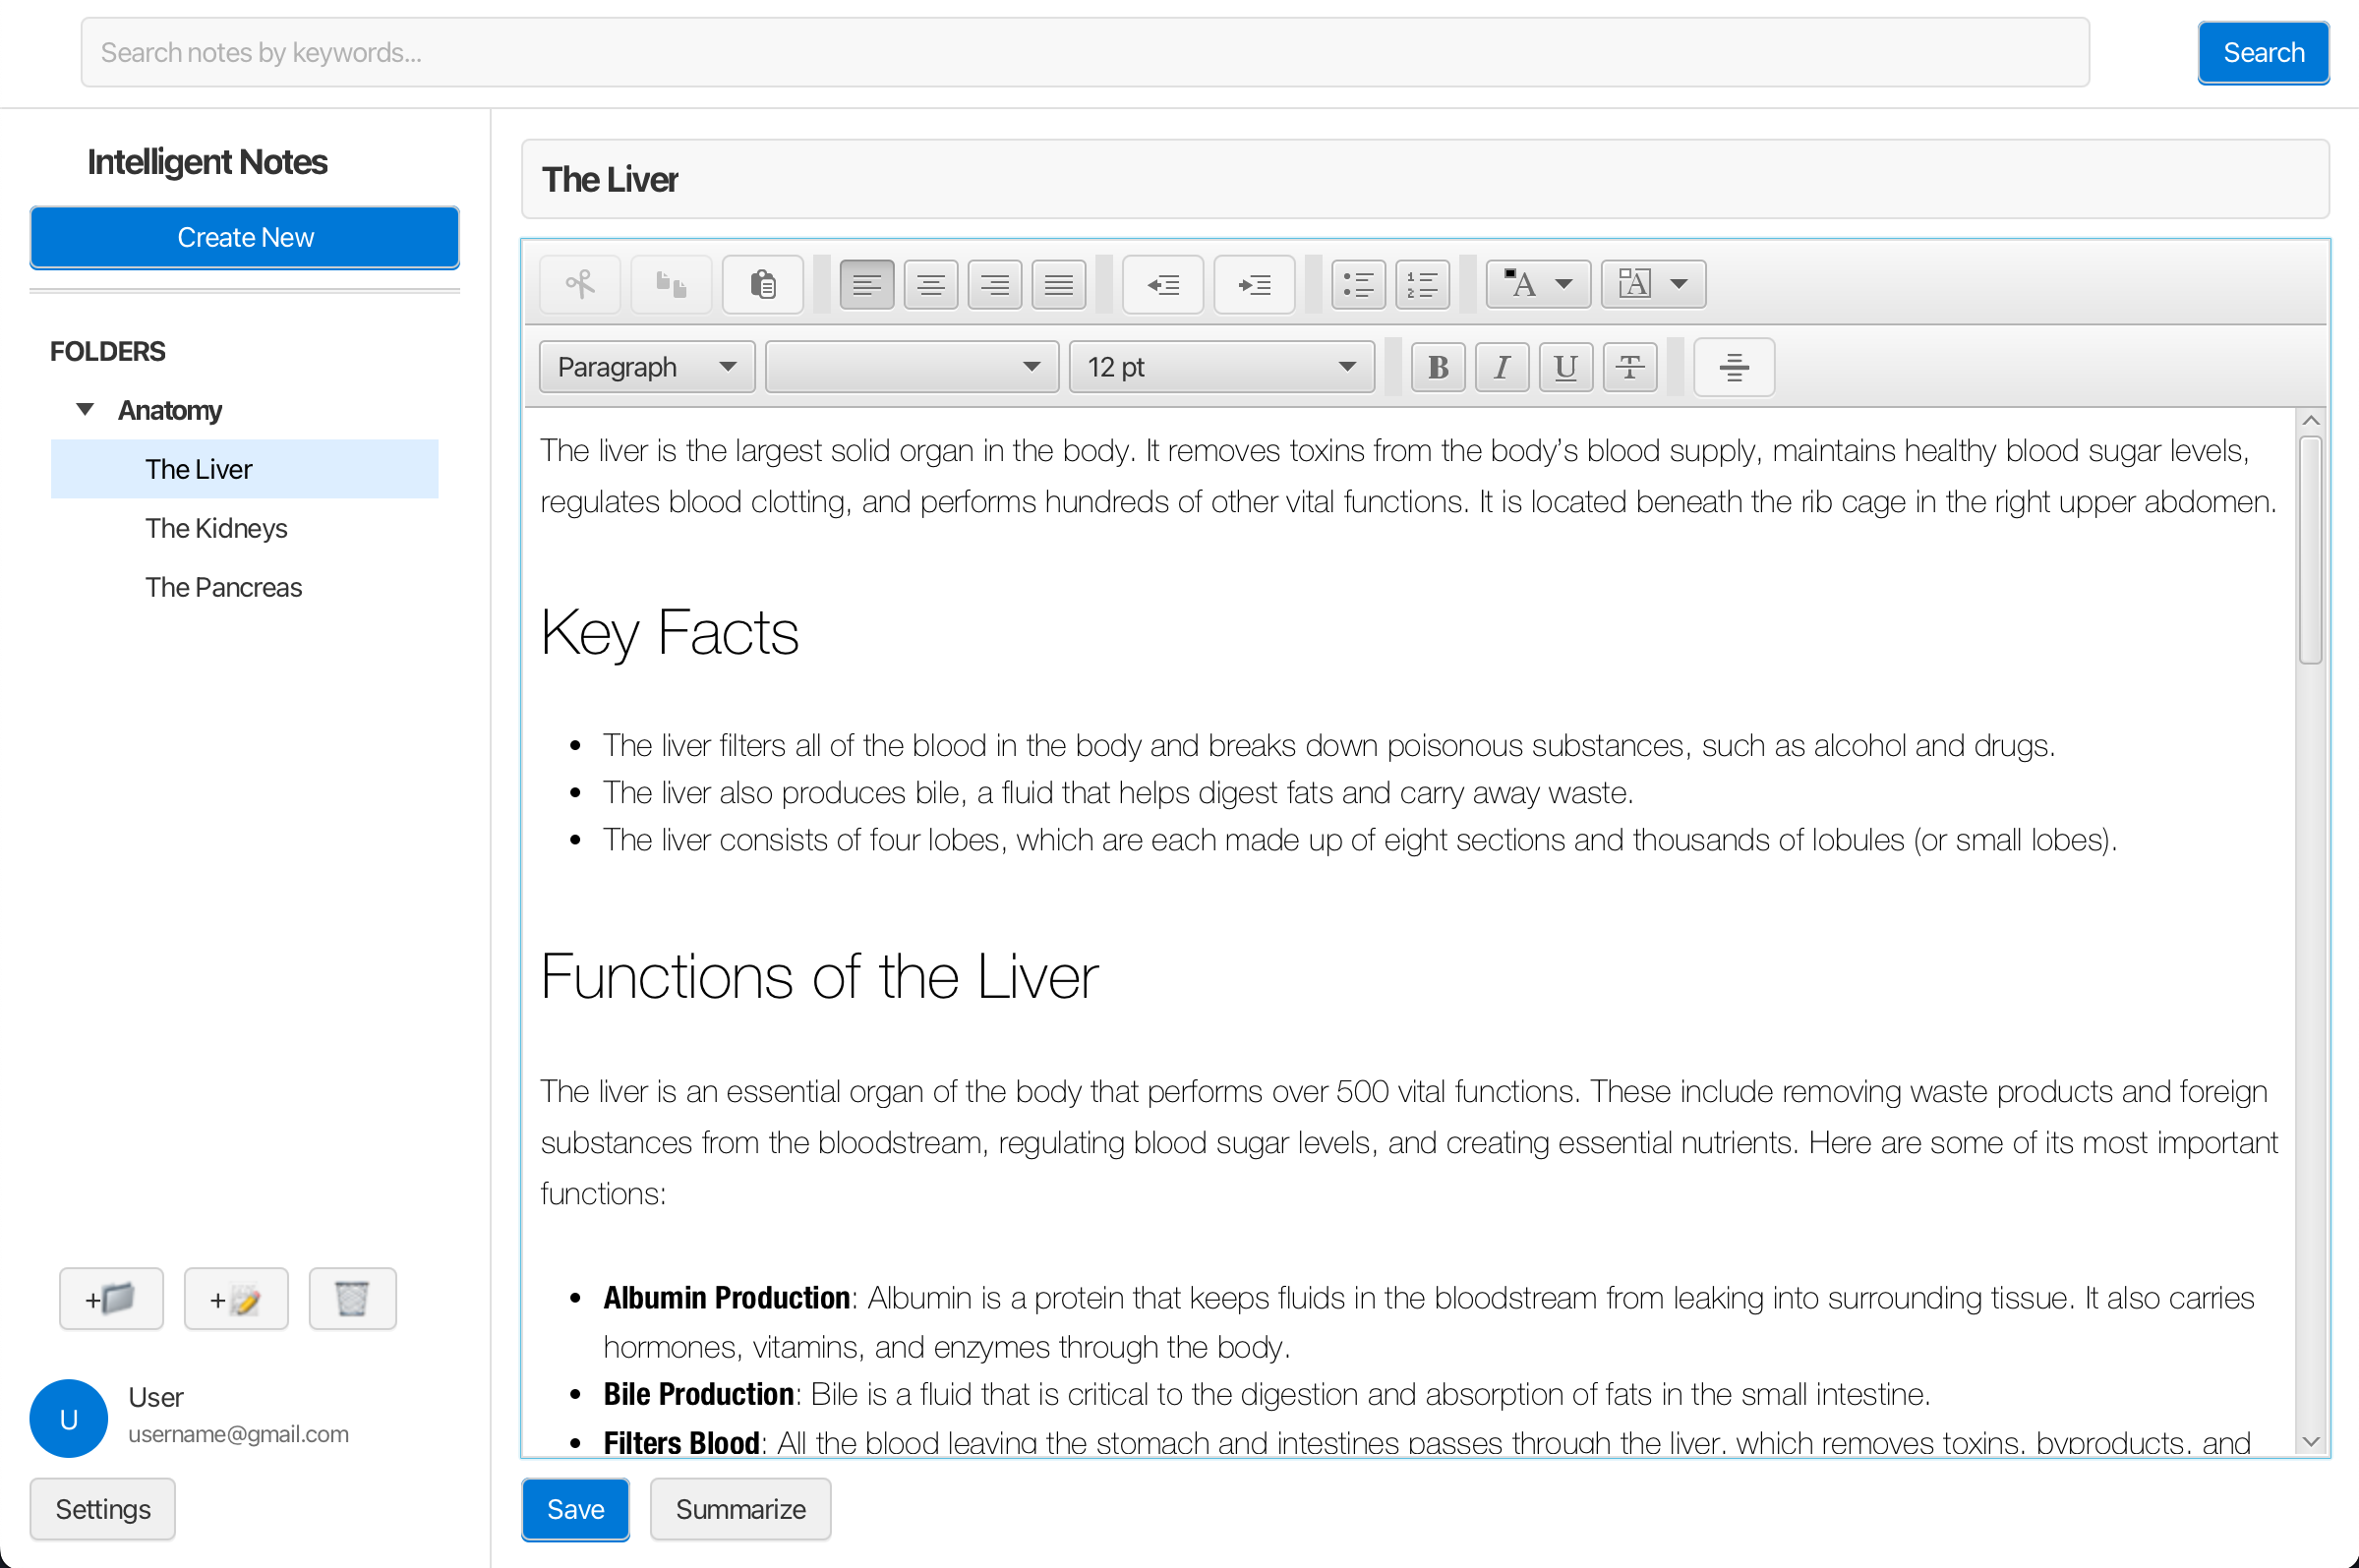 Search notes by keywords...
Search
Intelligent Notes
Create New
FOLDERS
Anatomy
The Liver
The Kidneys
The Pancreas
+
+
U
User
username@gmail.com
Settings
The Liver
A
A
Paragraph
12 pt
B I U T
The liver is the largest solid organ in the body. It removes toxins from the body’s blood supply, maintains healthy blood sugar levels,
regulates blood clotting, and performs hundreds of other vital functions. It is located beneath the rib cage in the right upper abdomen.
Key Facts
• The liver filters all of the blood in the body and breaks down poisonous substances, such as alcohol and drugs.
• The liver also produces bile, a fluid that helps digest fats and carry away waste.
• The liver consists of four lobes, which are each made up of eight sections and thousands of lobules (or small lobes).
Functions of the Liver
The liver is an essential organ of the body that performs over 500 vital functions. These include removing waste products and foreign
substances from the bloodstream, regulating blood sugar levels, and creating essential nutrients. Here are some of its most important
functions:
• Albumin Production: Albumin is a protein that keeps fluids in the bloodstream from leaking into surrounding tissue. It also carries
hormones, vitamins, and enzymes through the body.
• Bile Production: Bile is a fluid that is critical to the digestion and absorption of fats in the small intestine.
• Filters Blood: All the blood leaving the stomach and intestines passes through the liver, which removes toxins, byproducts, and
Save
Summarize